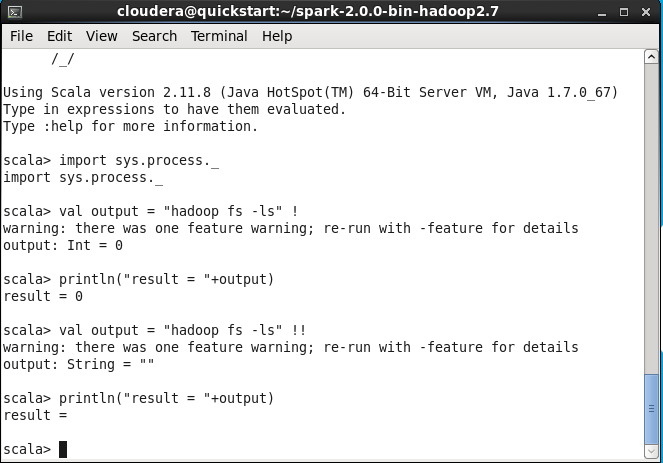 cloudera@quickstart:~/spark-2.0.0-bin-hadoop2.7
File Edit View Search Terminal Help
/_/
Using Scala version 2.11.8 (Java HotSpot(TM) 64-Bit Server VM, Java 1.7.0_67)
Type in expressions to have them evaluated.
Type :help for more information.
scala> import sys.process._
import sys.process._
scala> val output = "hadoop fs -ls" !
warning: there was one feature warning; re-run with -feature for details
output: Int = 0
scala> println("result = "+output)
result = 0
scala> val output = "hadoop fs -ls" !!
warning: there was one feature warning; re-run with -feature for details
output: String = ""
scala> println("result = "+output)
result =
scala>